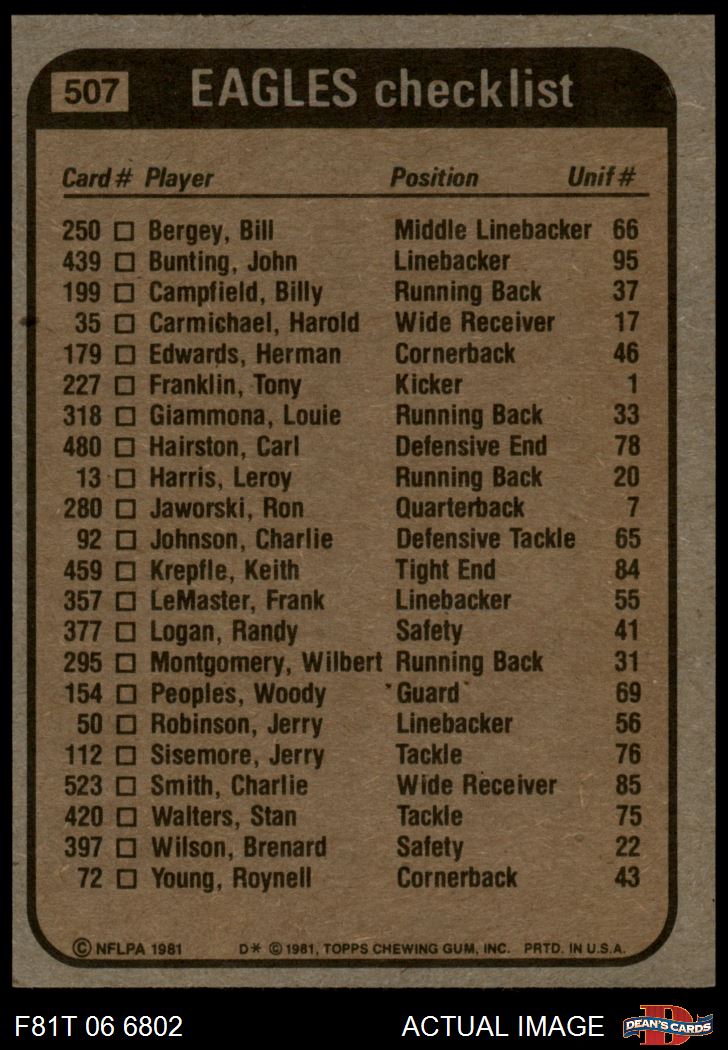 507 EAGLES checklist
Card # Player Position Unif #
250 □ Bergey, Bill Middle Linebacker 66
439 □ Bunting, John Linebacker 95
199 □ Campfield, Billy Running Back 37
35 □ Carmichael, Harold Wide Receiver 17
179 □ Edwards, Herman Cornerback 46
227 □ Franklin, Tony Kicker 1
318 □ Giammona, Louie Running Back 33
480 □ Hairston, Carl Defensive End 78
13 □ Harris, Leroy Running Back 20
280 □ Jaworski, Ron Quarterback 7
92 □ Johnson, Charlie Defensive Tackle 65
459 □ Krepfle, Keith Tight End 84
357 □ LeMaster, Frank Linebacker 55
377 □ Logan, Randy Safety 41
295 □ Montgomery, Wilbert Running Back 31
154 □ Peoples, Woody Guard 69
50 □ Robinson, Jerry Linebacker 56
112 □ Sisemore, Jerry Tackle 76
523 □ Smith, Charlie Wide Receiver 85
420 □ Walters, Stan Tackle 75
397 □ Wilson, Brenard Safety 22
72 □ Young, Roynell Cornerback 43
© NFLPA 1981 D* © 1981, TOPPS CHEWING GUM, INC. PRTD. IN U.S.A.
F81T 06 6802 ACTUAL IMAGE D DEAN'S CARDS